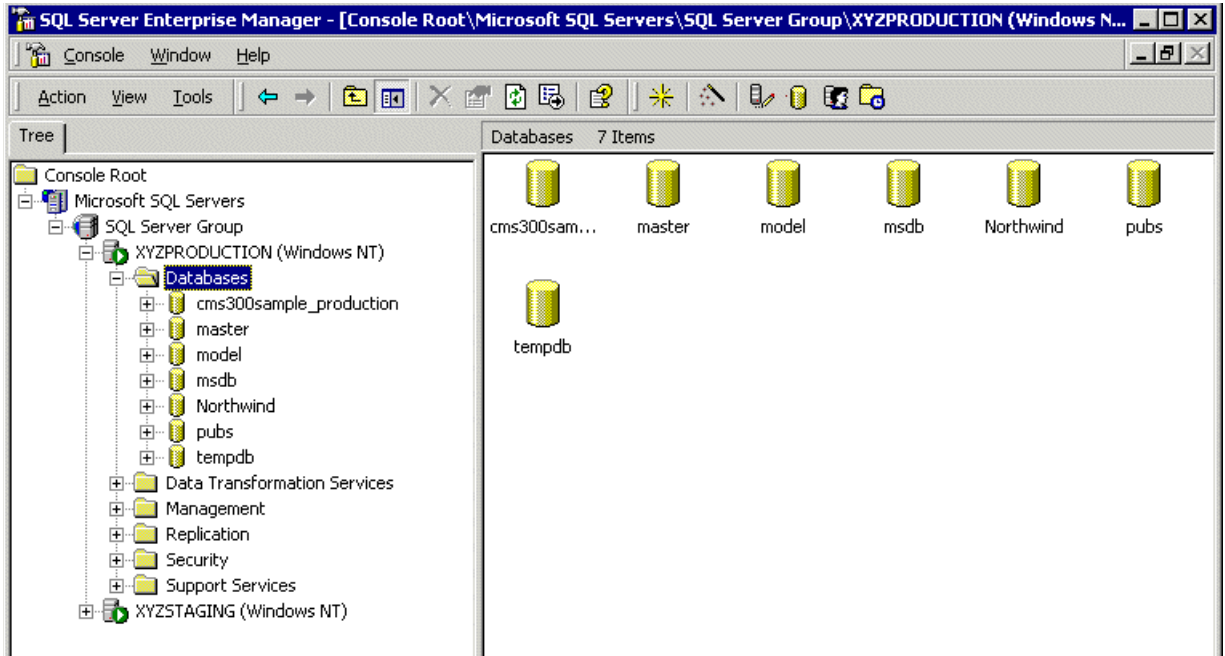 SQL Server Enterprise Manager - [Console Root\Microsoft SQL Servers\SQL Server Group\XYZPRODUCTION (Windows N...
Console Window Help
Action View Tools
Tree
Databases 7 Items
Console Root
Microsoft SQL Servers
SQL Server Group
XYZPRODUCTION (Windows NT)
Databases
cms300sample_production
master
model
msdb
Northwind
pubs
tempdb
Data Transformation Services
Management
Replication
Security
Support Services
XYZSTAGING (Windows NT)
cms300sam... master model msdb Northwind pubs
tempdb